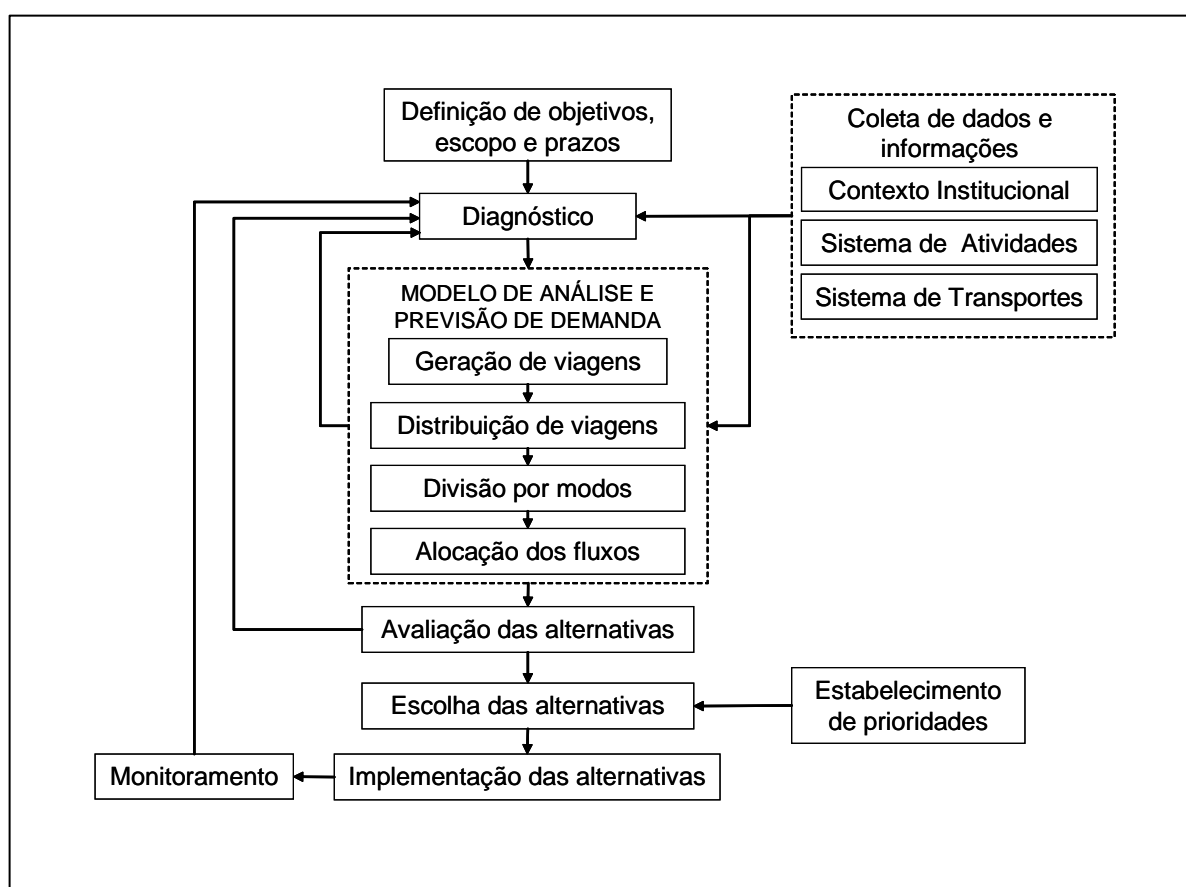 Definição de objetivos,
escopo e prazos
Diagnóstico
Coleta de dados e
informações
Contexto Institucional
Sistema de Atividades
Sistema de Transportes
MODELO DE ANÁLISE E
PREVISÃO DE DEMANDA
Geração de viagens
Distribuição de viagens
Divisão por modos
Alocação dos fluxos
Avaliação das alternativas
Escolha das alternativas
Estabelecimento
de prioridades
Monitoramento
Implementação das alternativas